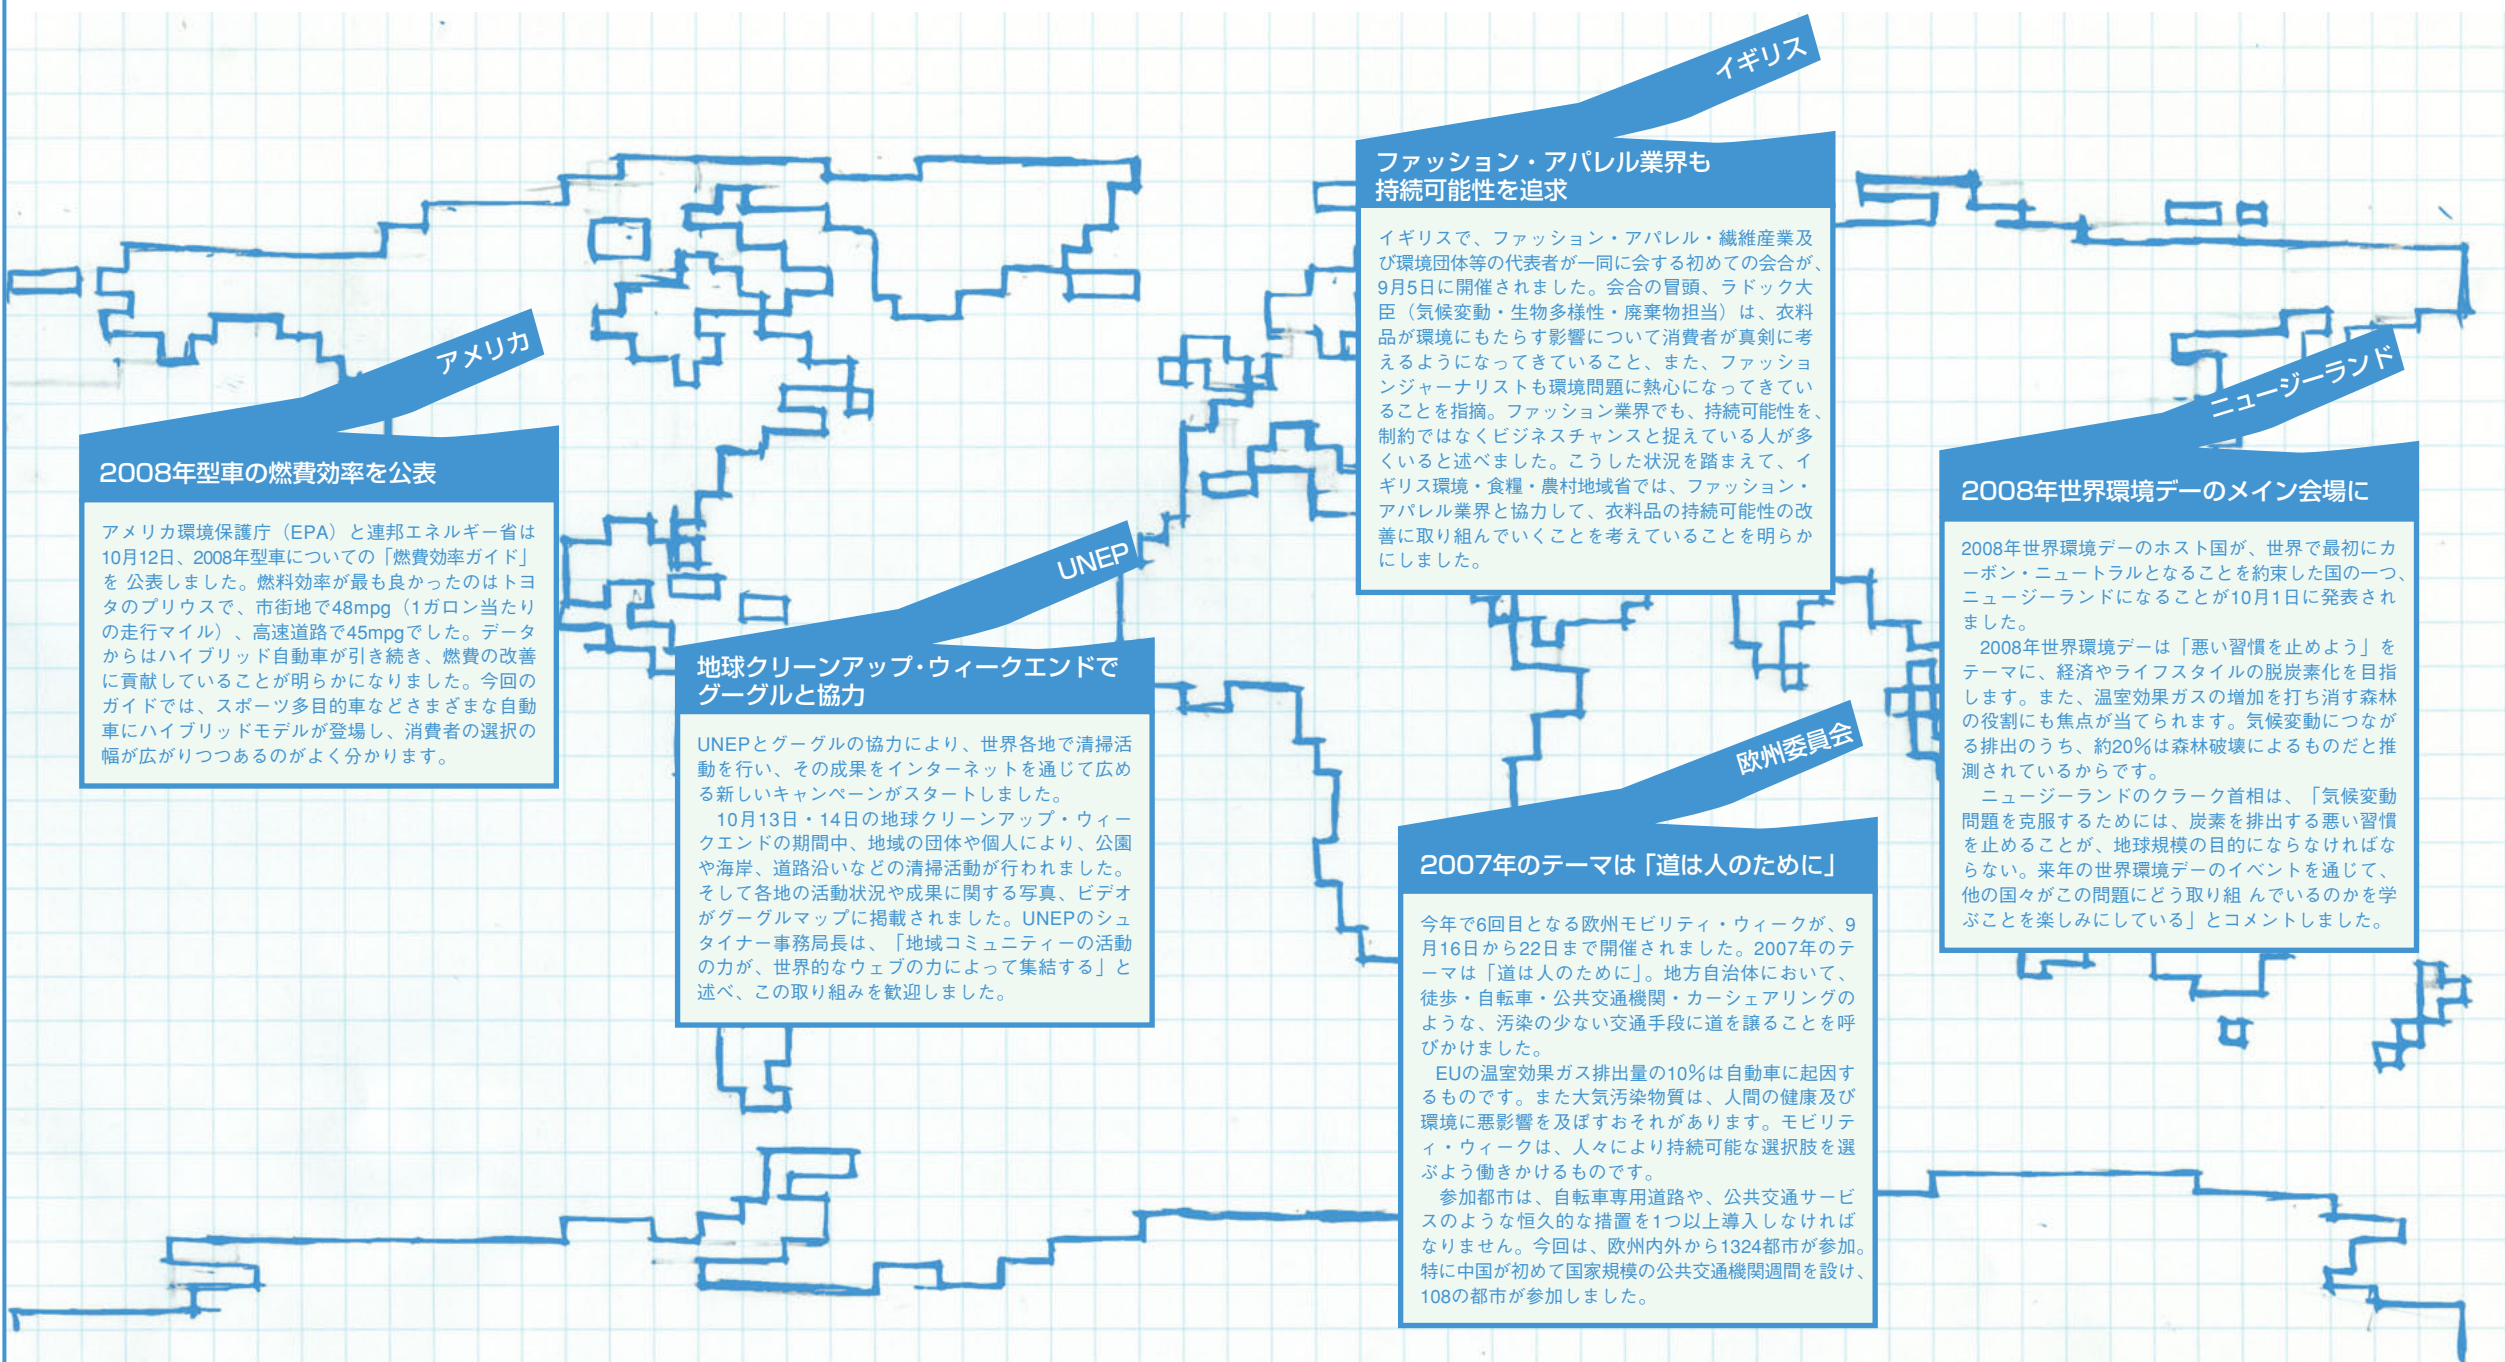 アメリカ
2008年型車の燃費効率を公表
アメリカ環境保護庁（EPA）と連邦エネルギー省は
10月12日、2008年型車についての「燃費効率ガイド」
を 公表しました。燃料効率が最も良かったのはトヨ
タのプリウスで、市街地で48mpg（1ガロン当たり
の走行マイル）、高速道路で45mpgでした。データ
からはハイブリッド自動車が引き続き、燃費の改善
に貢献していることが明らかになりました。今回の
ガイドでは、スポーツ多目的車などさまざまな自動
車にハイブリッドモデルが登場し、消費者の選択の
幅が広がりつつあるのがよく分かります。
UNEP
地球クリーンアップ・ウィークエンドで
グーグルと協力
UNEPとグーグルの協力により、世界各地で清掃活
動を行い、その成果をインターネットを通じて広め
る新しいキャンペーンがスタートしました。
　10月13日・14日の地球クリーンアップ・ウィー
クエンドの期間中、地域の団体や個人により、公園
や海岸、道路沿いなどの清掃活動が行われました。
そして各地の活動状況や成果に関する写真、ビデオ
がグーグルマップに掲載されました。UNEPのシュ
タイナー事務局長は、「地域コミュニティーの活動
の力が、世界的なウェブの力によって集結する」と
述べ、この取り組みを歓迎しました。
イギリス
ファッション・アパレル業界も
持続可能性を追求
イギリスで、ファッション・アパレル・繊維産業及
び環境団体等の代表者が一同に会する初めての会合が、
9月5日に開催されました。会合の冒頭、ラドック大
臣（気候変動・生物多様性・廃棄物担当）は、衣料
品が環境にもたらす影響について消費者が真剣に考
えるようになってきていること、また、ファッショ
ンジャーナリストも環境問題に熱心になってきてい
ることを指摘。ファッション業界でも、持続可能性を、
制約ではなくビジネスチャンスと捉えている人が多
くいると述べました。こうした状況を踏まえて、イ
ギリス環境・食糧・農村地域省では、ファッション・
アパレル業界と協力して、衣料品の持続可能性の改
善に取り組んでいくことを考えていることを明らか
にしました。
欧州委員会
2007年のテーマは「道は人のために」
今年で6回目となる欧州モビリティ・ウィークが、9
月16日から22日まで開催されました。2007年のテ
ーマは「道は人のために」。地方自治体において、
徒歩・自転車・公共交通機関・カーシェアリングの
ような、汚染の少ない交通手段に道を譲ることを呼
びかけました。
　EUの温室効果ガス排出量の10％は自動車に起因す
るものです。また大気汚染物質は、人間の健康及び
環境に悪影響を及ぼすおそれがあります。モビリテ
ィ・ウィークは、人々により持続可能な選択肢を選
ぶよう働きかけるものです。
　参加都市は、自転車専用道路や、公共交通サービ
スのような恒久的な措置を1つ以上導入しなければ
なりません。今回は、欧州内外から1324都市が参加。
特に中国が初めて国家規模の公共交通機関週間を設け、
108の都市が参加しました。
ニュージーランド
2008年世界環境デーのメイン会場に
2008年世界環境デーのホスト国が、世界で最初にカ
ーボン・ニュートラルとなることを約束した国の一つ、
ニュージーランドになることが10月1日に発表され
ました。
　2008年世界環境デーは「悪い習慣を止めよう」を
テーマに、経済やライフスタイルの脱炭素化を目指
します。また、温室効果ガスの増加を打ち消す森林
の役割にも焦点が当てられます。気候変動につなが
る排出のうち、約20％は森林破壊によるものだと推
測されているからです。
　ニュージーランドのクラーク首相は、「気候変動
問題を克服するためには、炭素を排出する悪い習慣
を止めることが、地球規模の目的にならなければな
らない。来年の世界環境デーのイベントを通じて、
他の国々がこの問題にどう取り組 んでいるのかを学
ぶことを楽しみにしている」とコメントしました。